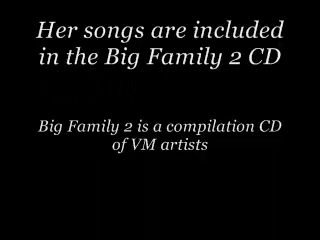 Her songs are included
in the Big Family 2 CD
Big Family 2 is a compilation CD
of VM artists